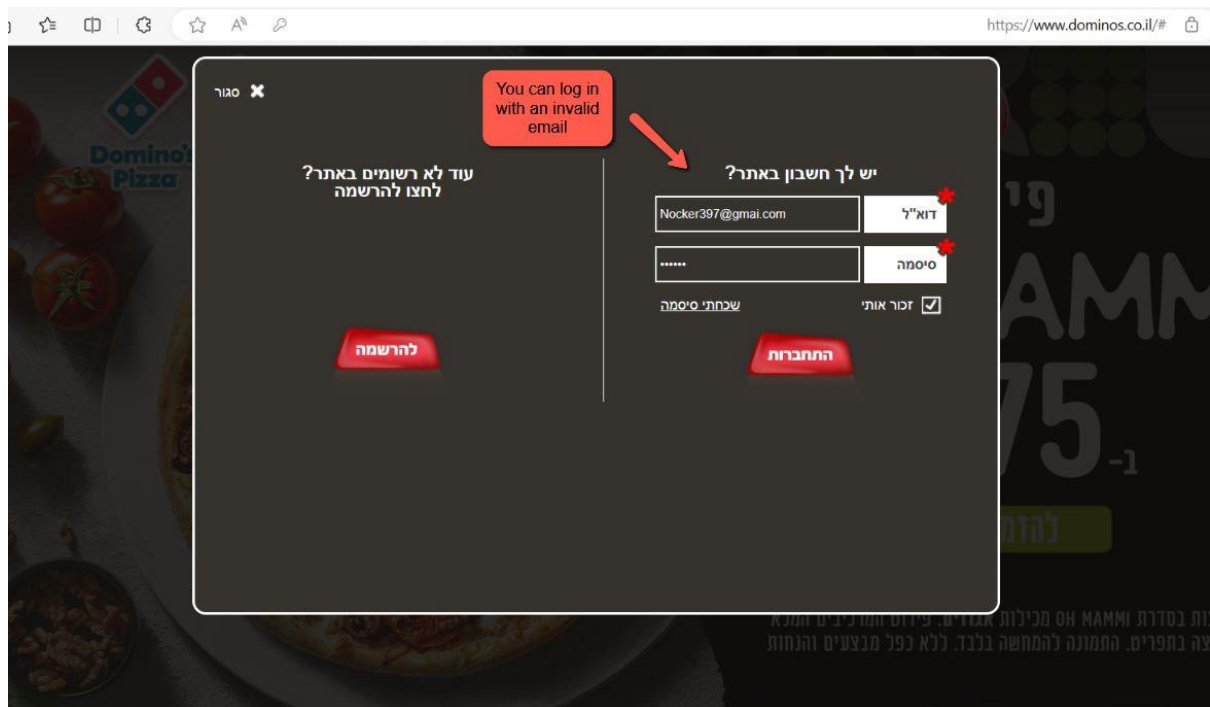 https://www.dominos.co.il/#
Domino's
Pizza
סגור
You can log in
with an invalid
email
יש לך חשבון באתר?
דוא"ל
Nocker397@gmai.com
סיסמה
••••••
זכור אותי
שכחתי סיסמה
התחברות
עוד לא רשומים באתר?
לחצו להרשמה
להרשמה
75
ב-